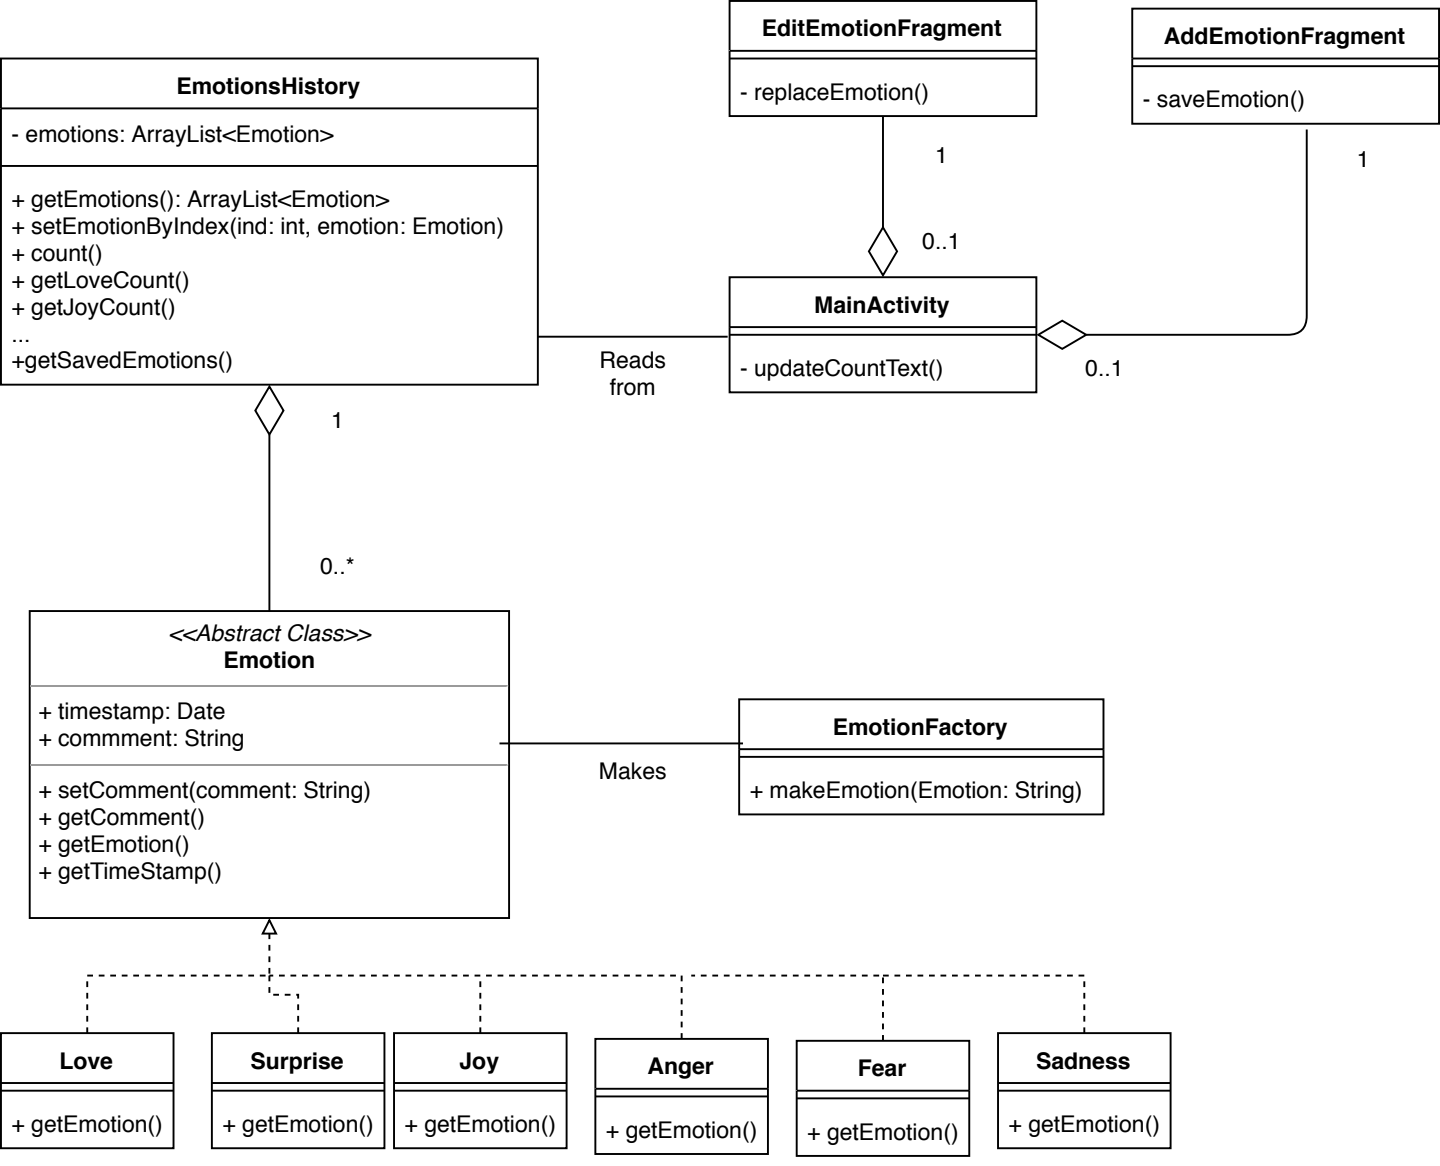 EmotionsHistory
- emotions: ArrayList<Emotion>
+ getEmotions(): ArrayList<Emotion>
+ setEmotionByIndex(ind: int, emotion: Emotion)
+ count()
+ getLoveCount()
+ getJoyCount()
...
+getSavedEmotions()
EditEmotionFragment
- replaceEmotion()
AddEmotionFragment
- saveEmotion()
1
1
0..1
MainActivity
- updateCountText()
0..1
Reads
from
1
0..*
<<Abstract Class>>
Emotion
+ timestamp: Date
+ commment: String
+ setComment(comment: String)
+ getComment()
+ getEmotion()
+ getTimeStamp()
Makes
EmotionFactory
+ makeEmotion(Emotion: String)
Love
+ getEmotion()
Surprise
+ getEmotion()
Joy
+ getEmotion()
Anger
+ getEmotion()
Fear
+ getEmotion()
Sadness
+ getEmotion()